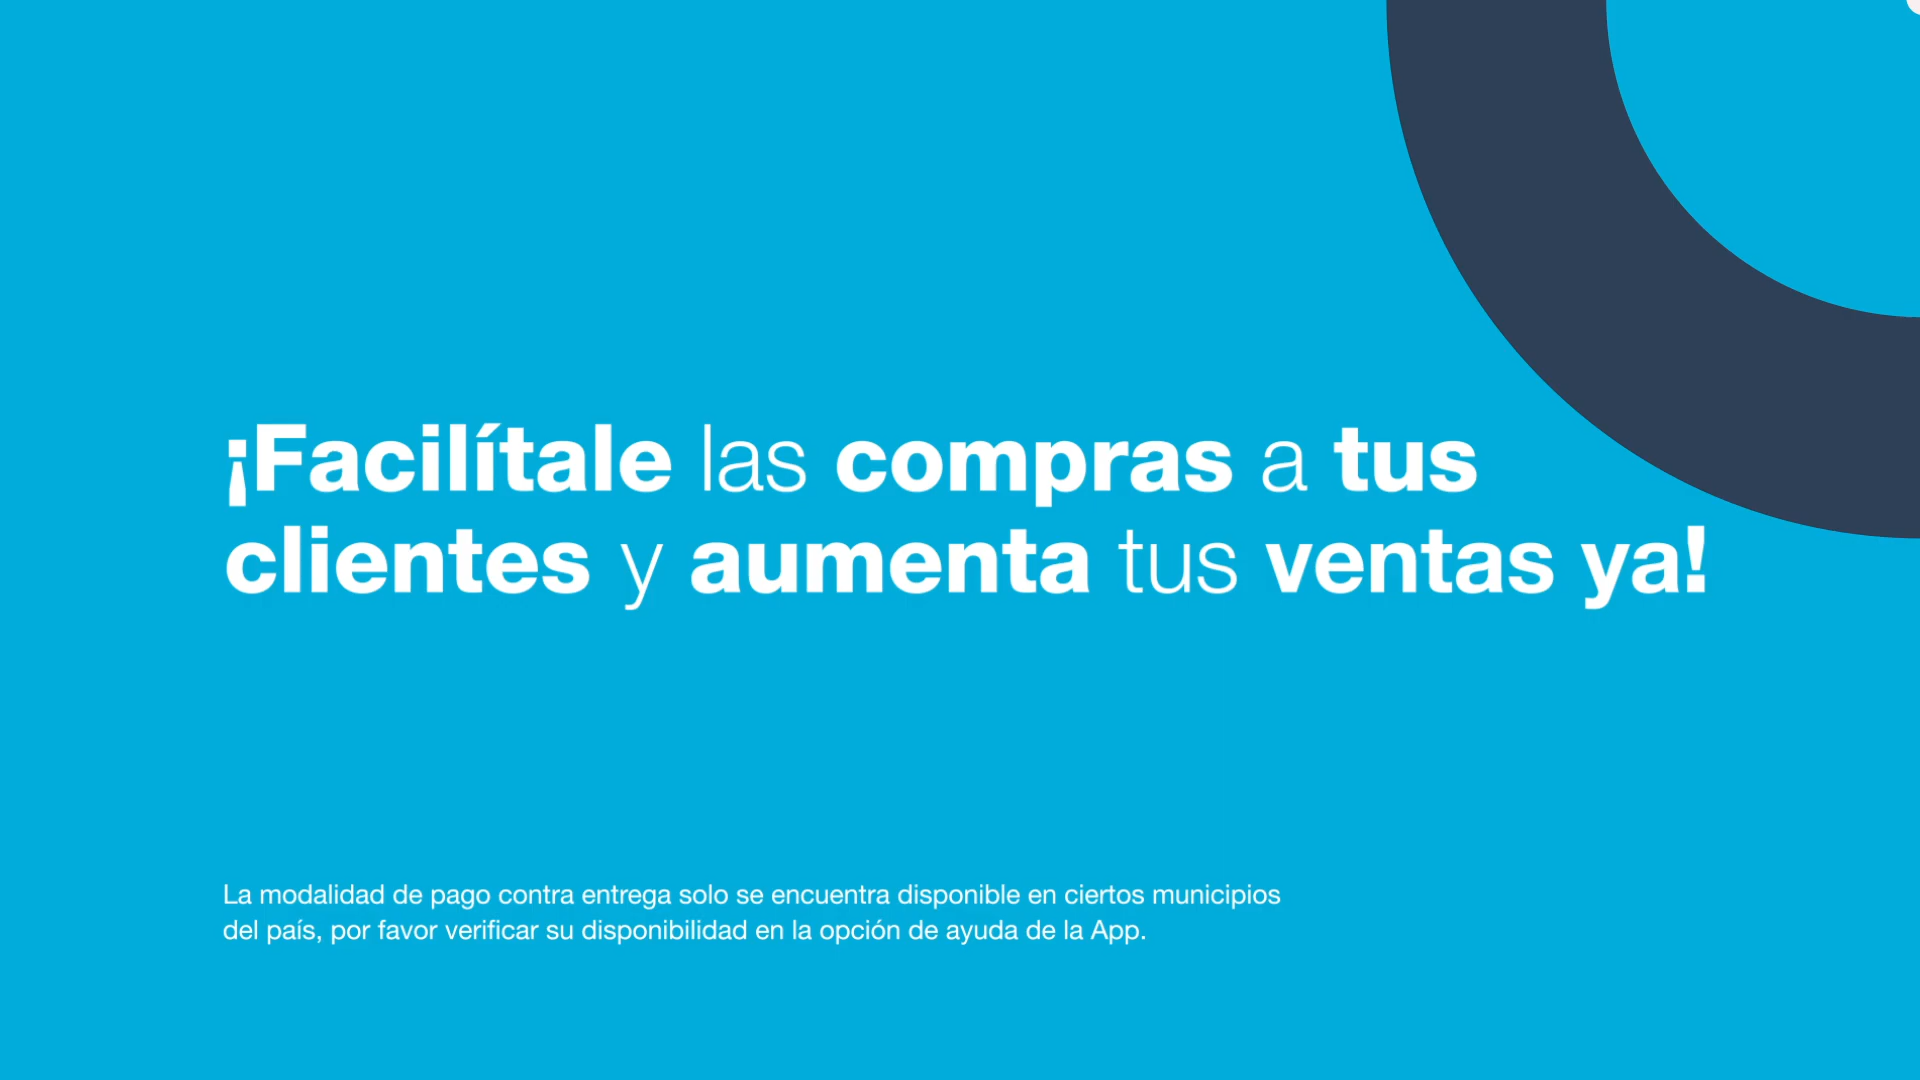 ¡Facilítale las compras a tus
clientes y aumenta tus ventas ya!
La modalidad de pago contra entrega solo se encuentra disponible en ciertos municipios
del país, por favor verificar su disponibilidad en la opción de ayuda de la App.